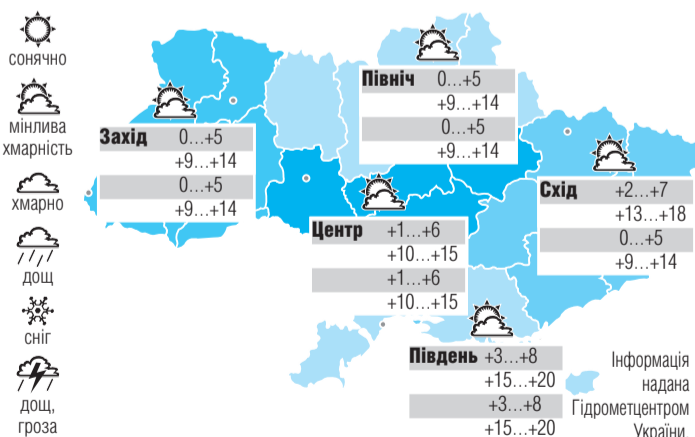 сонячно
мінлива
хмарність
хмарно
дощ
сніг
дощ,
гроза
Північ 0...+5
+9...+14
0...+5
+9...+14
Захід 0...+5
+9...+14
0...+5
+9...+14
Схід +2...+7
+13...+18
0...+5
+9...+14
Центр +1...+6
+10...+15
+1...+6
+10...+15
Південь +3...+8
+15...+20
+3...+8
+15...+20
Інформація
надана
Гідрометцентром
України